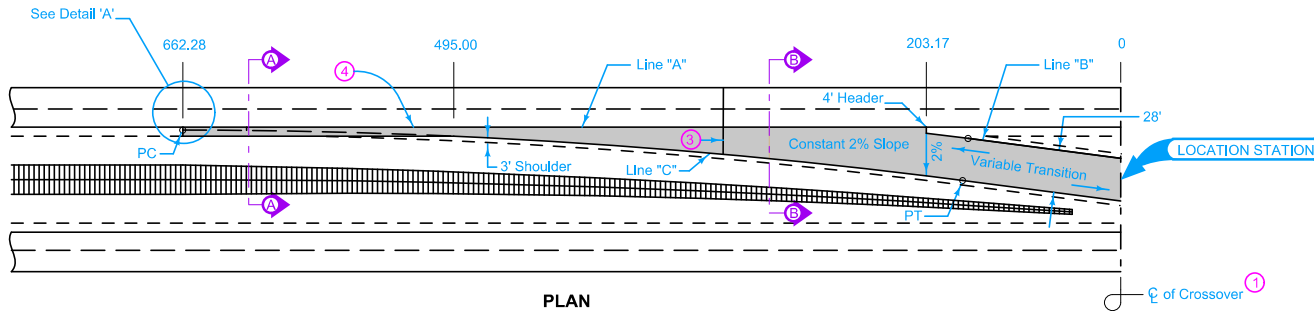 See Detail 'A'
662.28
495.00
203.17
0
A
4
Line "A"
B
4' Header
Line "B"
28'
3
Constant 2% Slope
2%
LOCATION STATION
PC
3' Shoulder
Line "C"
Variable Transition
A
B
PT
PLAN
℄ of Crossover
1